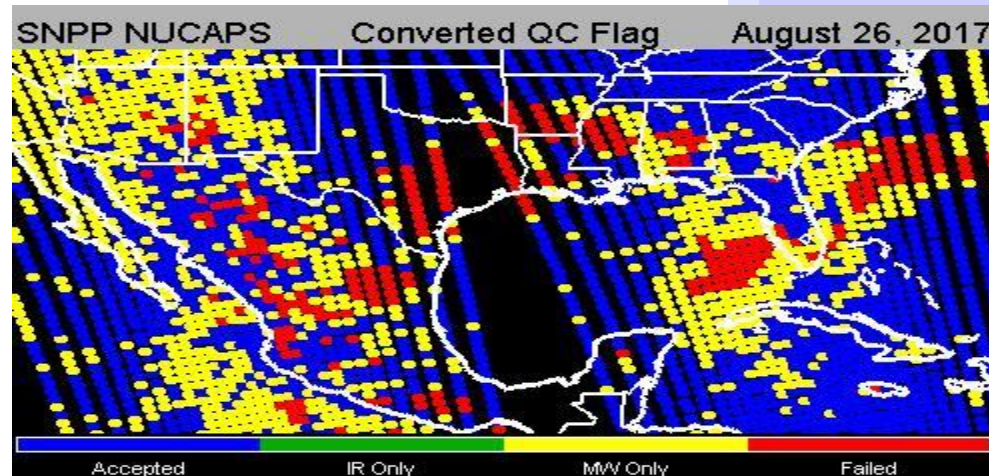 SNPP NUCAPS Converted QC Flag August 26, 2017
Accepted IR Only MW Only Failed